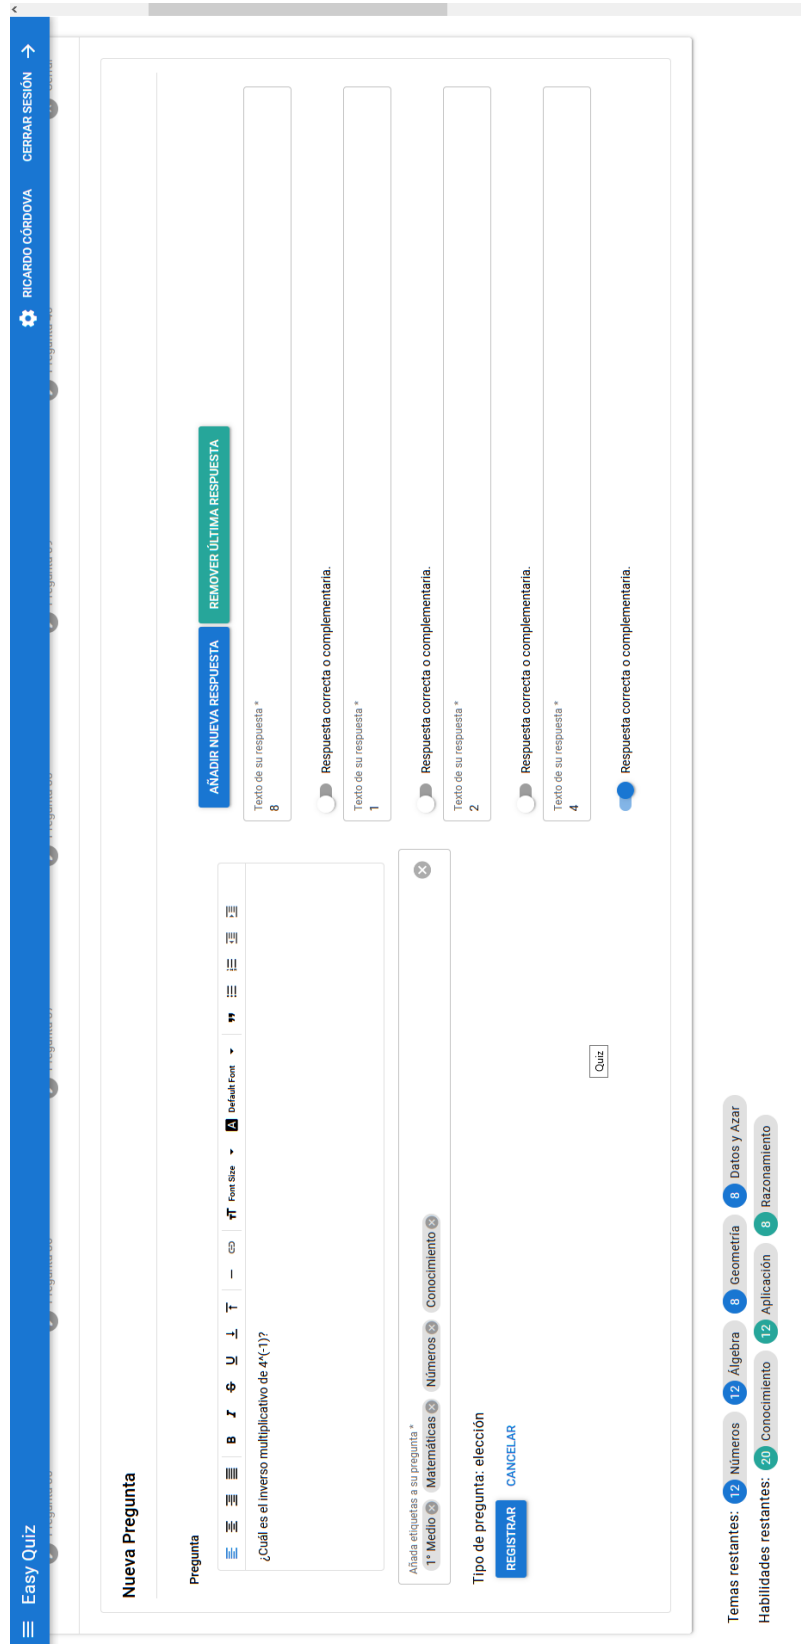 Easy Quiz
RICARDO CÓRDOVA
CERRAR SESIÓN
Nueva Pregunta
Pregunta
Font Size
Default Font
¿Cuál es el inverso multiplicativo de 4^(-1)?
Añada etiquetas a su pregunta *
1° Medio
Matemáticas
Números
Conocimiento
Tipo de pregunta: elección
REGISTRAR
CANCELAR
AÑADIR NUEVA RESPUESTA
REMOVER ÚLTIMA RESPUESTA
Texto de su respuesta *
8
Respuesta correcta o complementaria.
Texto de su respuesta *
1
Respuesta correcta o complementaria.
Texto de su respuesta *
2
Respuesta correcta o complementaria.
Texto de su respuesta *
4
Respuesta correcta o complementaria.
Quiz
Temas restantes: 12 Números 12 Álgebra 8 Geometría 8 Datos y Azar
Habilidades restantes: 20 Conocimiento 12 Aplicación 8 Razonamiento